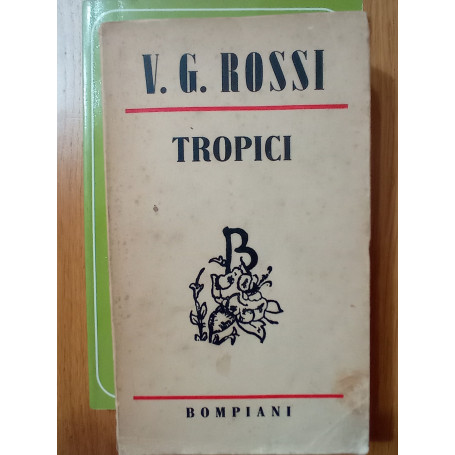 V. G. ROSSI
TROPICI
B
BOMPIANI